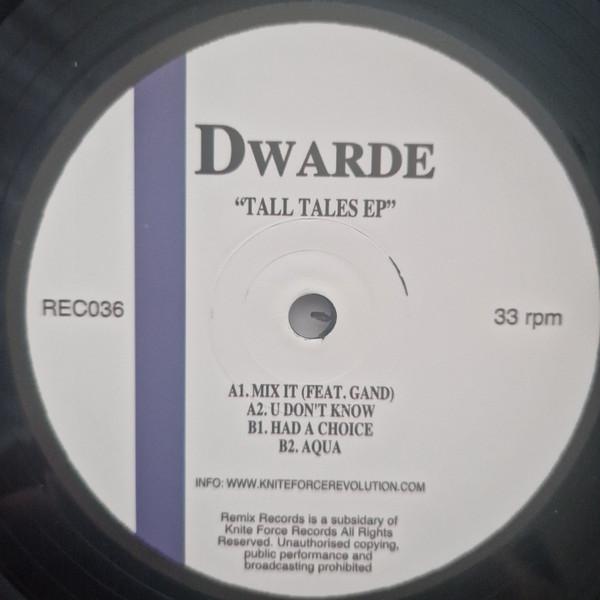 DWARDE
“TALL TALES EP”
REC036
33 rpm
A1. MIX IT (FEAT. GAND)
A2. U DON'T KNOW
B1. HAD A CHOICE
B2. AQUA
INFO: WWW.KNITEFORCEREVOLUTION.COM
Remix Records is a subsidary of
Knite Force Records All Rights
Reserved. Unauthorised copying,
public performance and
broadcasting prohibited